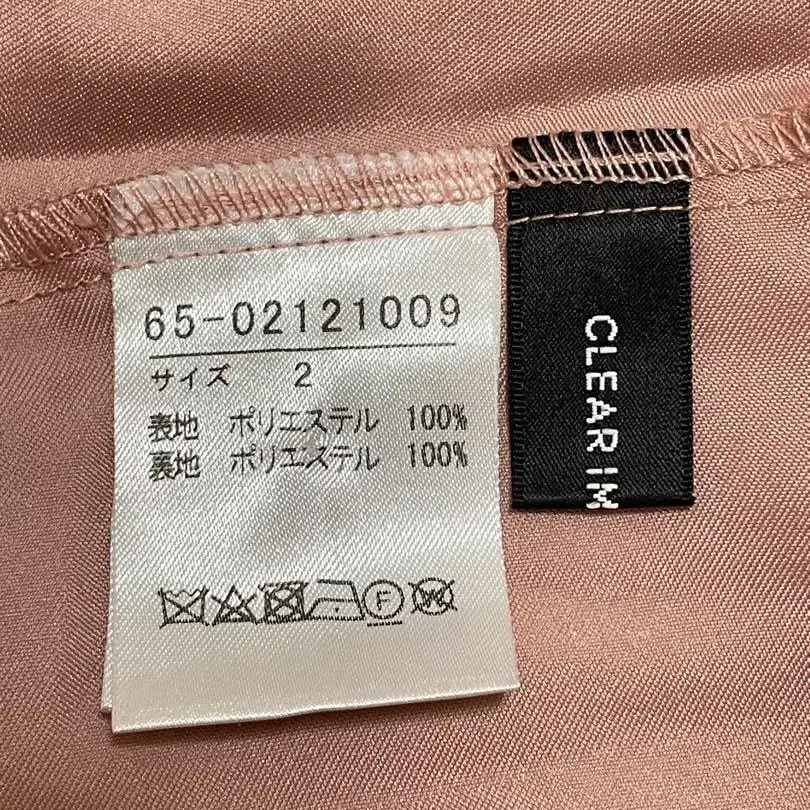 65-02121009
サイズ 2
表地 ポリエステル 100%
裏地 ポリエステル 100%
F
W
CLEAR IM